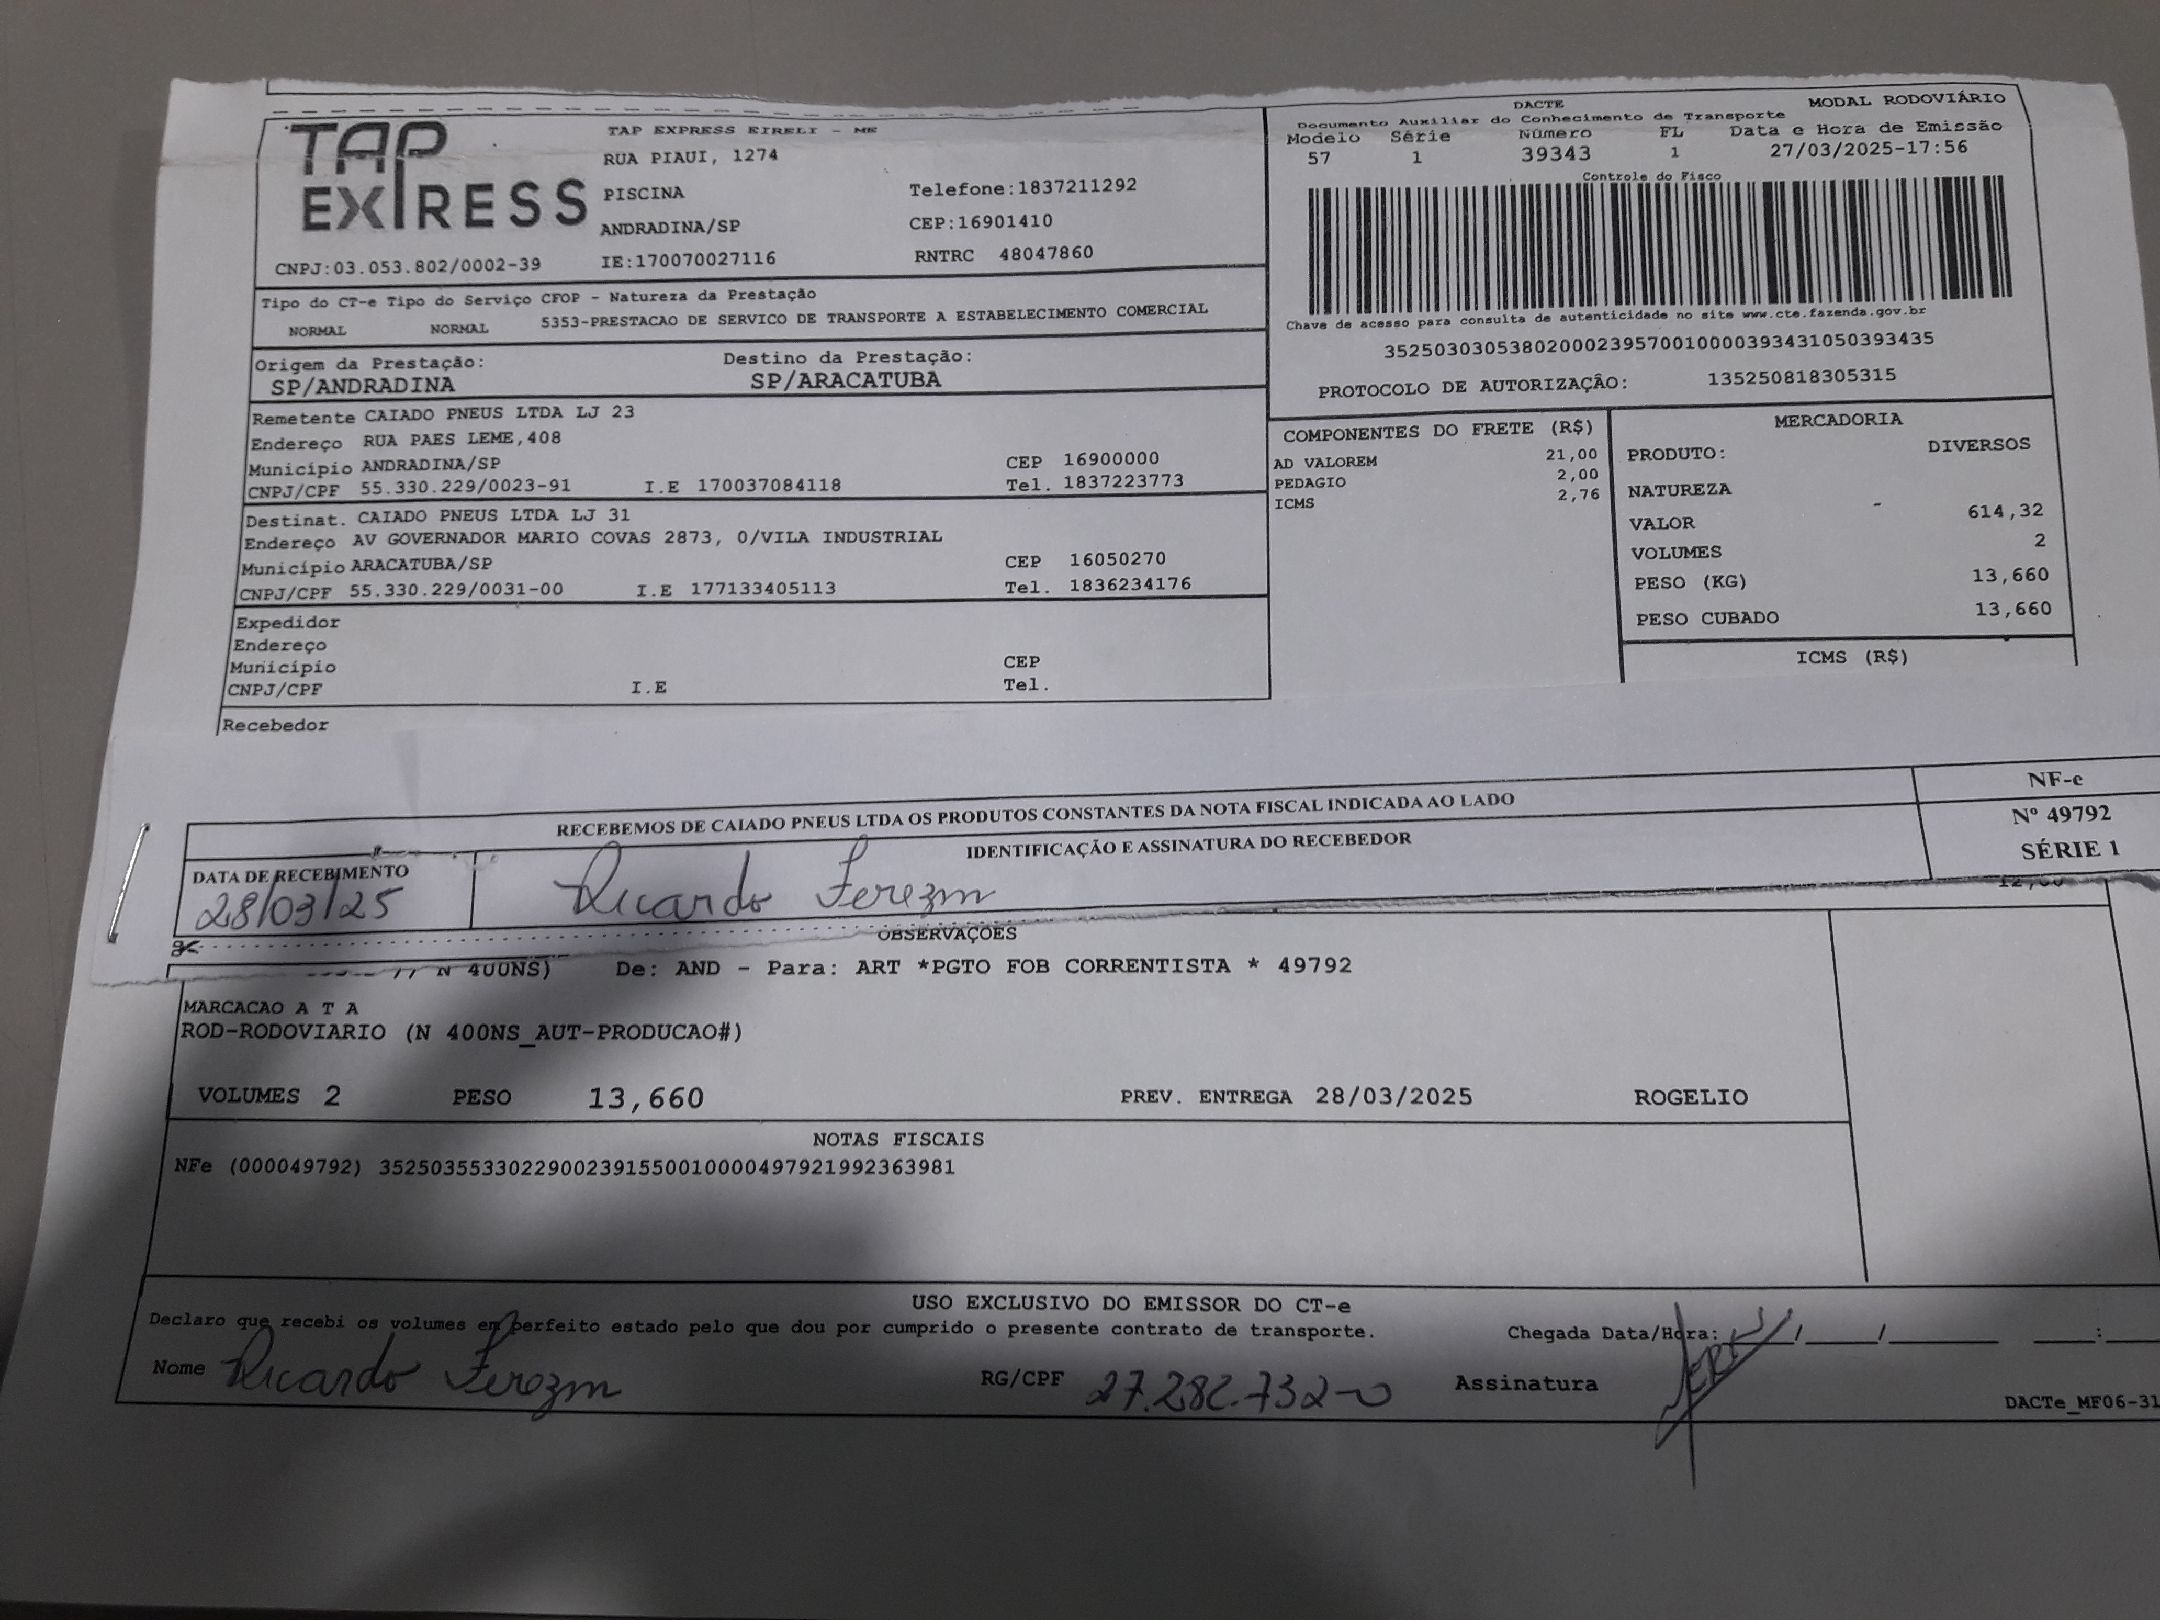 TAP EXPRESS
TAP EXPRESS EIRELI - ME
RUA PIAUI, 1274
PISCINA
Telefone:1837211292
ANDRADINA/SP
CEP:16901410
CNPJ:03.053.802/0002-39
IE:170070027116
RNTRC 48047860
DACTE
MODAL RODOVIÁRIO
Documento Auxiliar do Conhecimento de Transporte
Modelo Série Número FL Data e Hora de Emissão
57 1 39343 1 27/03/2025-17:56
Controle do Fisco
Chave de acesso para consulta de autenticidade no site www.cte.fazenda.gov.br
35250303053802000239570010000393431050393435
PROTOCOLO DE AUTORIZAÇÃO: 135250818305315
Tipo do CT-e Tipo do Serviço CFOP - Natureza da Prestação
NORMAL NORMAL 5353-PRESTACAO DE SERVICO DE TRANSPORTE A ESTABELECIMENTO COMERCIAL
Origem da Prestação: Destino da Prestação:
SP/ANDRADINA SP/ARACATUBA
Remetente CAIADO PNEUS LTDA LJ 23
Endereço RUA PAES LEME,408
Município ANDRADINA/SP CEP 16900000
CNPJ/CPF 55.330.229/0023-91 I.E 170037084118 Tel. 1837223773
Destinat. CAIADO PNEUS LTDA LJ 31
Endereço AV GOVERNADOR MARIO COVAS 2873, 0/VILA INDUSTRIAL
Município ARACATUBA/SP CEP 16050270
CNPJ/CPF 55.330.229/0031-00 I.E 177133405113 Tel. 1836234176
Expedidor
Endereço
Município CEP
CNPJ/CPF I.E Tel.
Recebedor
COMPONENTES DO FRETE (R$)
AD VALOREM 21,00
PEDAGIO 2,00
ICMS 2,76
MERCADORIA
PRODUTO: DIVERSOS
NATUREZA -
VALOR 614,32
VOLUMES 2
PESO (KG) 13,660
PESO CUBADO 13,660
ICMS (R$)
RECEBEMOS DE CAIADO PNEUS LTDA OS PRODUTOS CONSTANTES DA NOTA FISCAL INDICADA AO LADO
NF-e
Nº 49792
SÉRIE 1
DATA DE RECEBIMENTO
IDENTIFICAÇÃO E ASSINATURA DO RECEBEDOR
28/03/25 Ricardo
OBSERVAÇOES
N 400NS) De: AND - Para: ART *PGTO FOB CORRENTISTA * 49792
MARCACAO A T A
ROD-RODOVIARIO (N 400NS_AUT-PRODUCAO#)
VOLUMES 2 PESO 13,660 PREV. ENTREGA 28/03/2025 ROGELIO
NOTAS FISCAIS
NFe (000049792) 35250355330229002391550010000497921992363981
USO EXCLUSIVO DO EMISSOR DO CT-e
Declaro que recebi os volumes em perfeito estado pelo que dou por cumprido o presente contrato de transporte.
Chegada Data/Hora: / / :
Nome Ricardo RG/CPF 27.282.732-0 Assinatura
DACTe_MF06-31